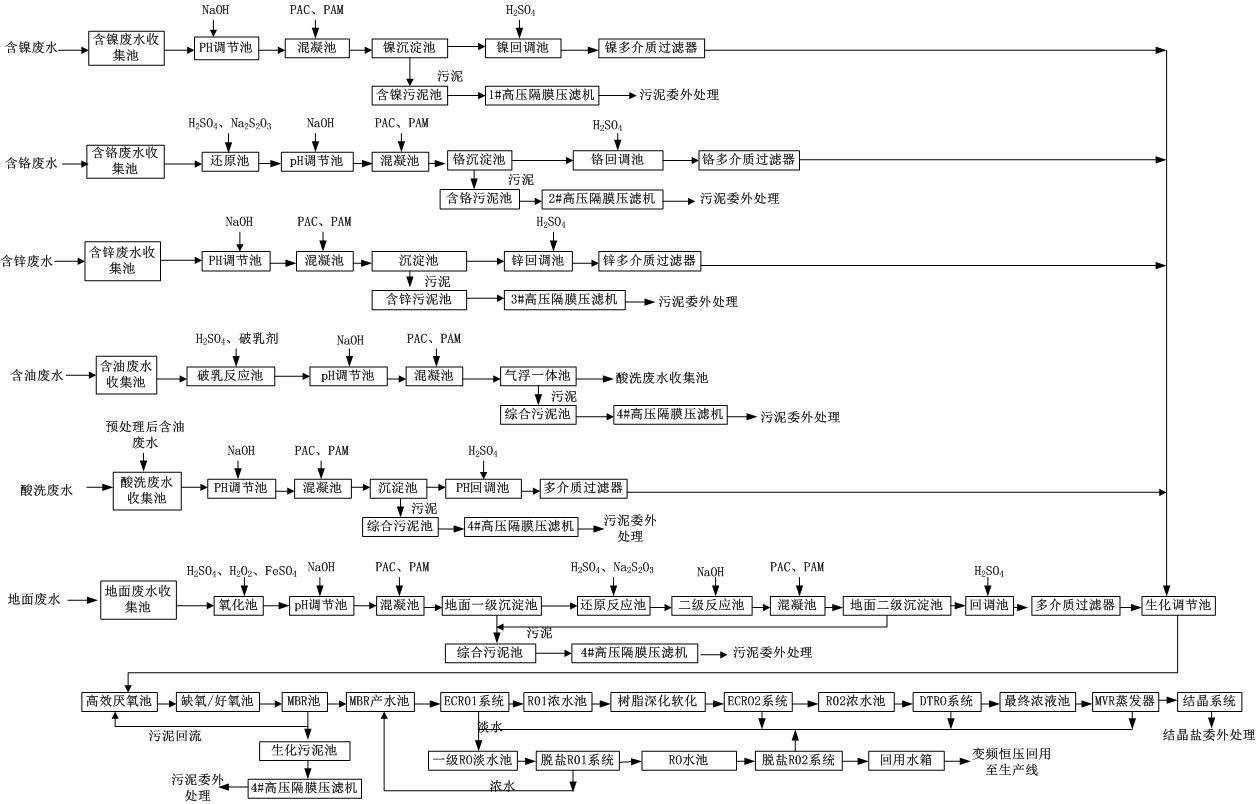 NaOH
PAC、PAM
H₂SO₄
含镍废水
含镍废水收
集池
PH调节池
混凝池
镍沉淀池
镍回调池
镍多介质过滤器
污泥
含镍污泥池
1#高压隔膜压滤机
污泥委外处理
H₂SO₄、Na₂S₂O₃
NaOH
PAC、PAM
H₂SO₄
含铬废水
含铬废水收
集池
还原池
pH调节池
混凝池
铬沉淀池
铬回调池
铬多介质过滤器
污泥
含铬污泥池
2#高压隔膜压滤机
污泥委外处理
NaOH
PAC、PAM
H₂SO₄
含锌废水
含锌废水收
集池
PH调节池
混凝池
沉淀池
锌回调池
锌多介质过滤器
污泥
含锌污泥池
3#高压隔膜压滤机
污泥委外处理
H₂SO₄、破乳剂
NaOH
PAC、PAM
含油废水
含油废水
收集池
破乳反应池
pH调节池
混凝池
气浮一体池
酸洗废水收集池
污泥
综合污泥池
4#高压隔膜压滤机
污泥委外处理
预处理后含油
废水
NaOH
PAC、PAM
H₂SO₄
酸洗废水
酸洗废水
收集池
PH调节池
混凝池
沉淀池
PH回调池
多介质过滤器
污泥
综合污泥池
4#高压隔膜压滤机
污泥委外
处理
H₂SO₄、H₂O₂、FeSO₄
NaOH
PAC、PAM
H₂SO₄、Na₂S₂O₃
NaOH
PAC、PAM
H₂SO₄
地面废水
地面废水收
集池
氧化池
pH调节池
混凝池
地面一级沉淀池
还原反应池
二级反应池
混凝池
地面二级沉淀池
回调池
多介质过滤器
生化调节池
污泥
综合污泥池
4#高压隔膜压滤机
污泥委外处理
高效厌氧池
缺氧/好氧池
MBR池
MBR产水池
ECRO1系统
RO1浓水池
树脂深化软化
ECRO2系统
RO2浓水池
DTRO系统
最终浓液池
MVR蒸发器
结晶系统
污泥回流
淡水
结晶盐委外处理
生化污泥池
一级RO淡水池
脱盐RO1系统
RO水池
脱盐RO2系统
回用水箱
变频恒压回用
至生产线
污泥委外
处理
4#高压隔膜压滤机
浓水